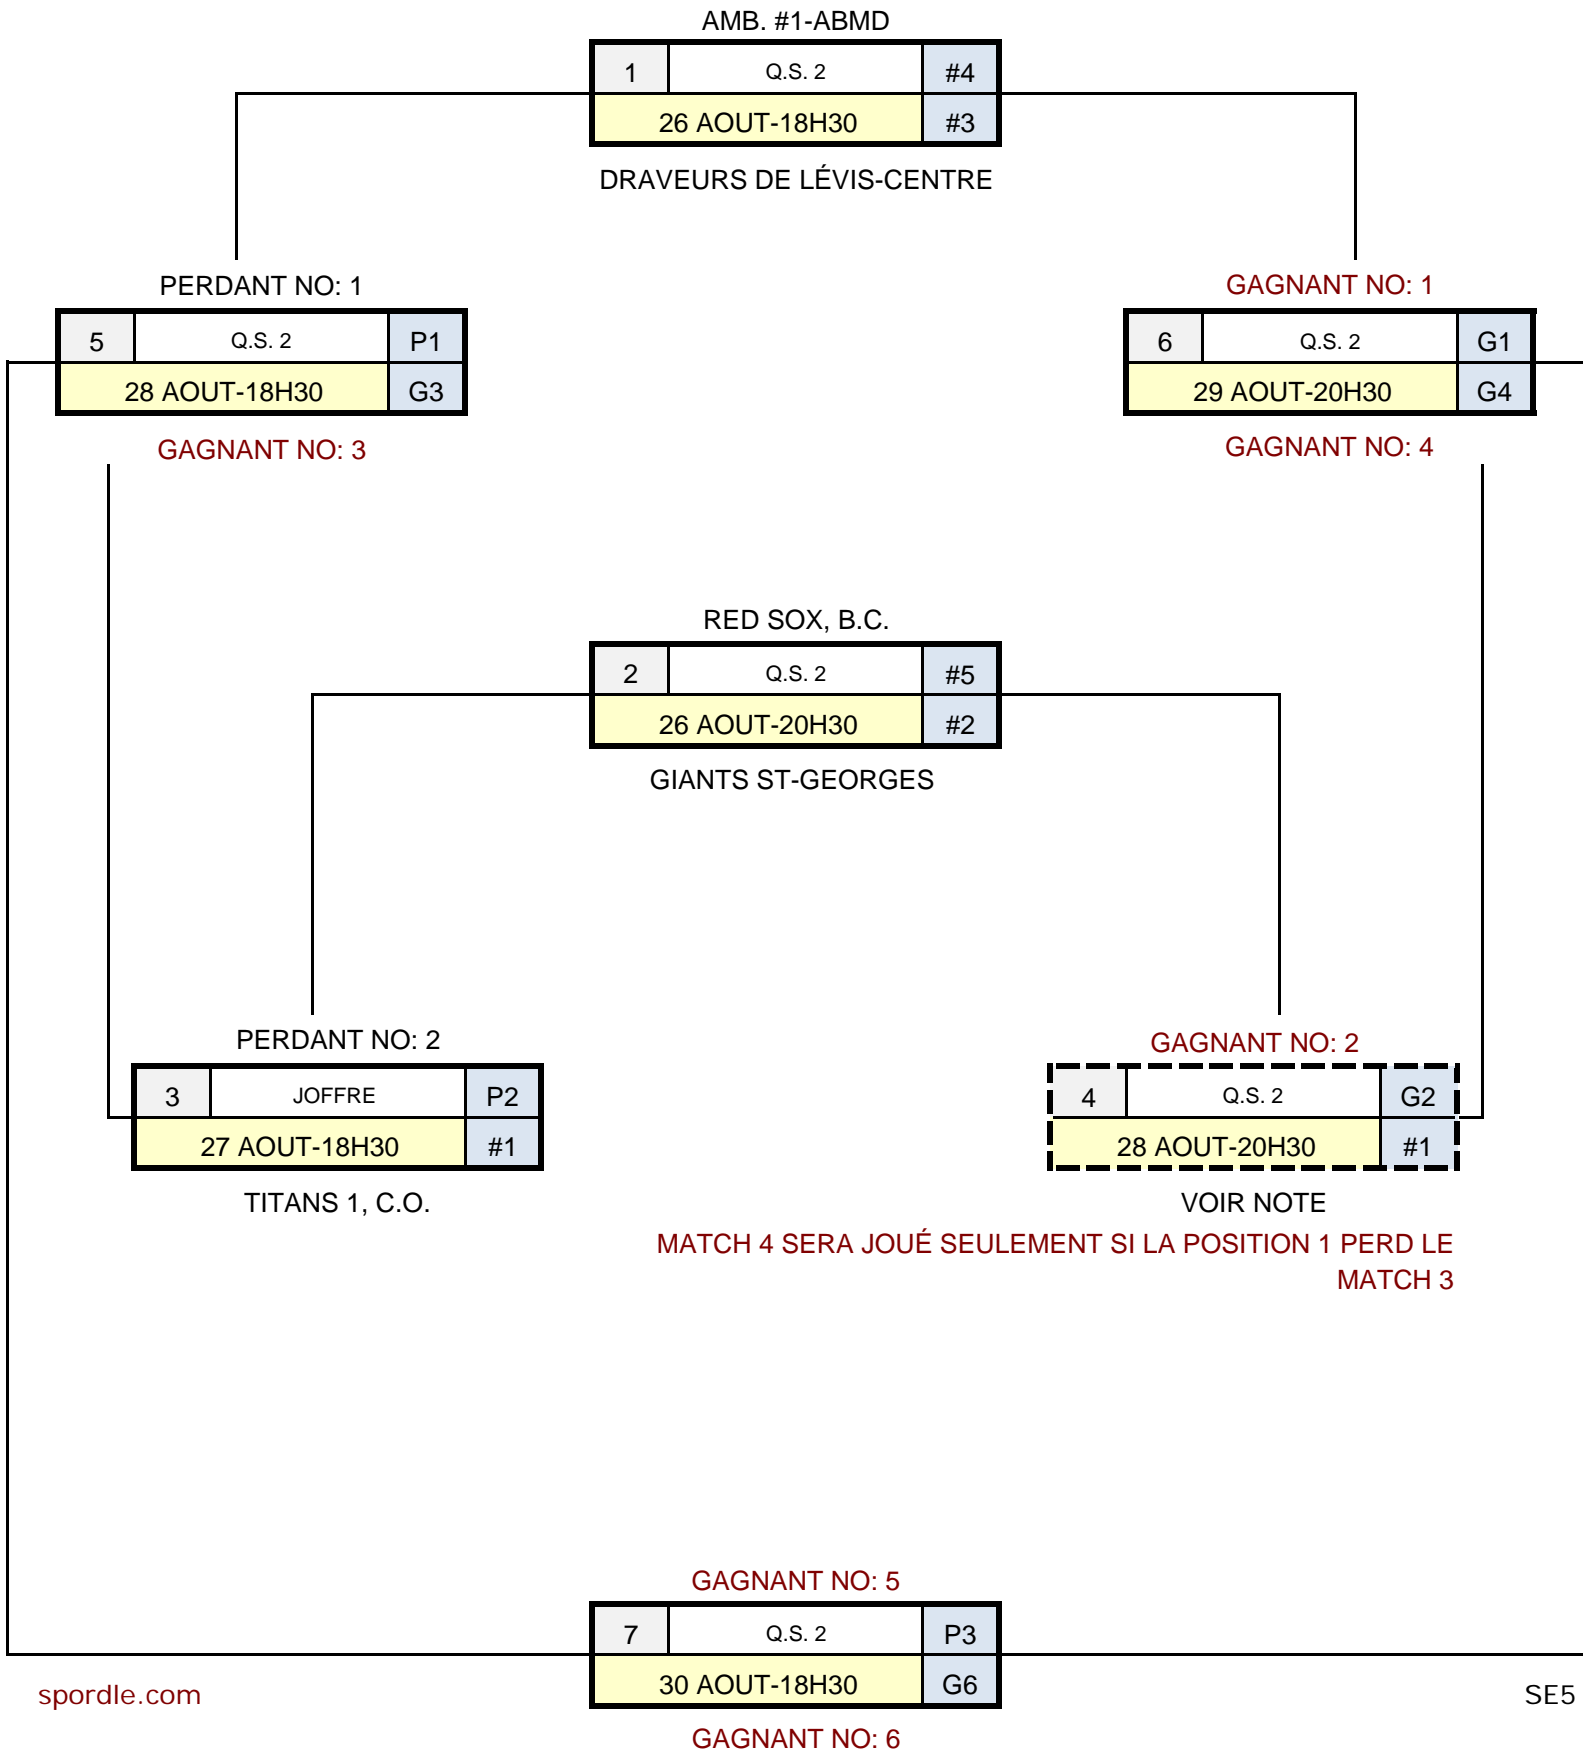 AMB. #1-ABMD
1 Q.S. 2 #4
26 AOUT-18H30 #3
DRAVEURS DE LÉVIS-CENTRE
PERDANT NO: 1
5 Q.S. 2 P1
28 AOUT-18H30 G3
GAGNANT NO: 3
GAGNANT NO: 1
6 Q.S. 2 G1
29 AOUT-20H30 G4
GAGNANT NO: 4
RED SOX, B.C.
2 Q.S. 2 #5
26 AOUT-20H30 #2
GIANTS ST-GEORGES
PERDANT NO: 2
3 JOFFRE P2
27 AOUT-18H30 #1
TITANS 1, C.O.
GAGNANT NO: 2
4 Q.S. 2 G2
28 AOUT-20H30 #1
VOIR NOTE
MATCH 4 SERA JOUÉ SEULEMENT SI LA POSITION 1 PERD LE
MATCH 3
GAGNANT NO: 5
7 Q.S. 2 P3
30 AOUT-18H30 G6
GAGNANT NO: 6
spordle.com
SE5